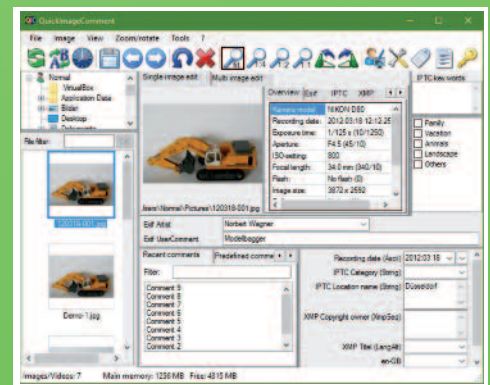 QuickImageComment
File Image View Zoom/rotate Tools ?
Normal
VirtualBox
Application Data
Bilder
Desktop
File filter:
120318-001.jpg
Demo-1.jpg
Single image edit Multi image edit
Overview Exif IPTC XMP
Camera model: NIKON D80
Recording date: 2012:03:18 12:12:25
Exposure time: 1/125 s (10/1250)
Aperture: F4.5 (45/10)
ISO-setting: 800
Focal length: 34.0 mm (340/10)
Flash: No flash (0)
Image size: 3872 x 2592
IPTC key words
Family
Vacation
Animals
Landscape
Others
\Users\Normal\Pictures\120318-001.jpg
Exif Artist Norbert Wagner
Exif UserComment Modellbagger
Recent comments Predefined comme
Filter:
Comment 9
Comment 8
Comment 7
Comment 6
Comment 5
Comment 4
Comment 3
Comment 2
Recording date (Ascii) 2012:03:18
IPTC Category (String)
IPTC Location name (String) Düsseldorf
XMP Copyright owner (XmpSeq)
XMP Titel (LangAlt)
en-GB
Images/Videos: 7 Main memory: 1236 MB Free: 4315 MB